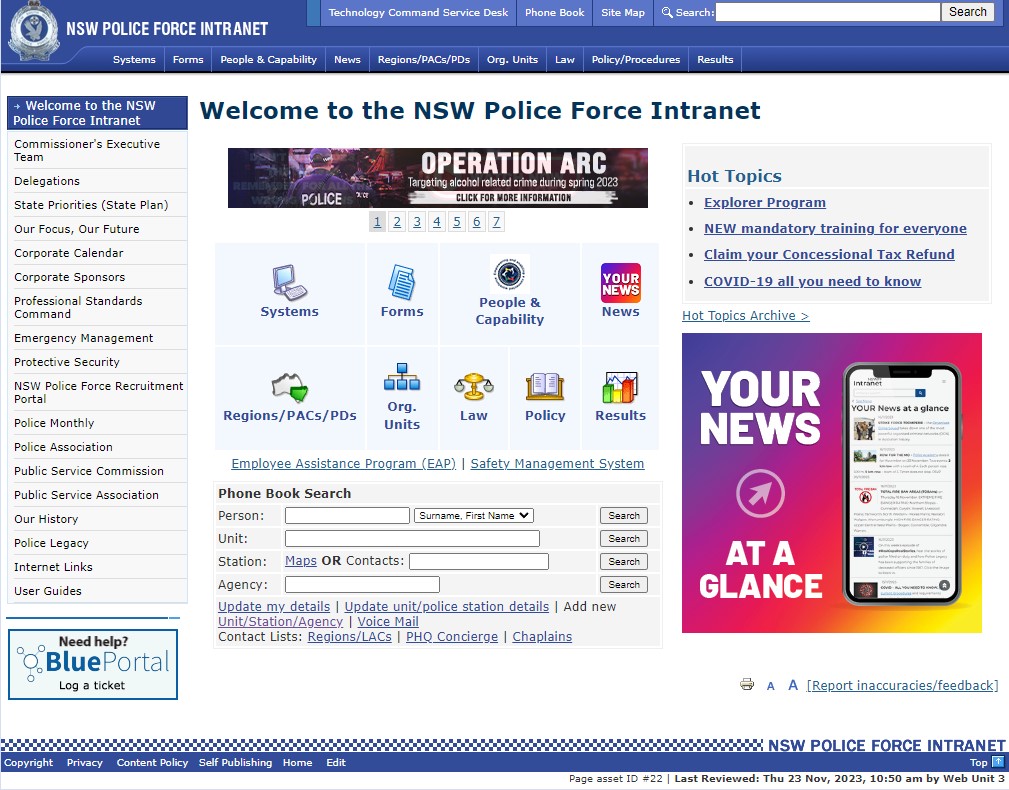 Technology Command Service Desk
Phone Book
Site Map
Search:
Search
NSW POLICE FORCE INTRANET
Systems
Forms
People & Capability
News
Regions/PACs/PDs
Org. Units
Law
Policy/Procedures
Results
→ Welcome to the NSW
Police Force Intranet
Commissioner's Executive
Team
Delegations
State Priorities (State Plan)
Our Focus, Our Future
Corporate Calendar
Corporate Sponsors
Professional Standards
Command
Emergency Management
Protective Security
NSW Police Force Recruitment
Portal
Police Monthly
Police Association
Public Service Commission
Public Service Association
Our History
Police Legacy
Internet Links
User Guides
Need help?
BluePortal
Log a ticket
Welcome to the NSW Police Force Intranet
POLICE
OPERATION ARC
Targeting alcohol related crime during spring 2023
CLICK FOR MORE INFORMATION
1 2 3 4 5 6 7
Systems
Forms
People &
Capability
YOUR
NEWS
News
Regions/PACs/PDs
Org.
Units
Law
Policy
Results
Employee Assistance Program (EAP) | Safety Management System
Phone Book Search
Person: Surname, First Name Search
Unit: Search
Station: Maps OR Contacts: Search
Agency: Search
Update my details | Update unit/police station details | Add new
Unit/Station/Agency | Voice Mail
Contact Lists: Regions/LACs | PHQ Concierge | Chaplains
Hot Topics
• Explorer Program
• NEW mandatory training for everyone
• Claim your Concessional Tax Refund
• COVID-19 all you need to know
Hot Topics Archive >
YOUR
NEWS
AT A
GLANCE
Intranet
YOUR News at a glance
A A [Report inaccuracies/feedback]
NSW POLICE FORCE INTRANET
Copyright Privacy Content Policy Self Publishing Home Edit
Top
Page asset ID #22 | Last Reviewed: Thu 23 Nov, 2023, 10:50 am by Web Unit 3